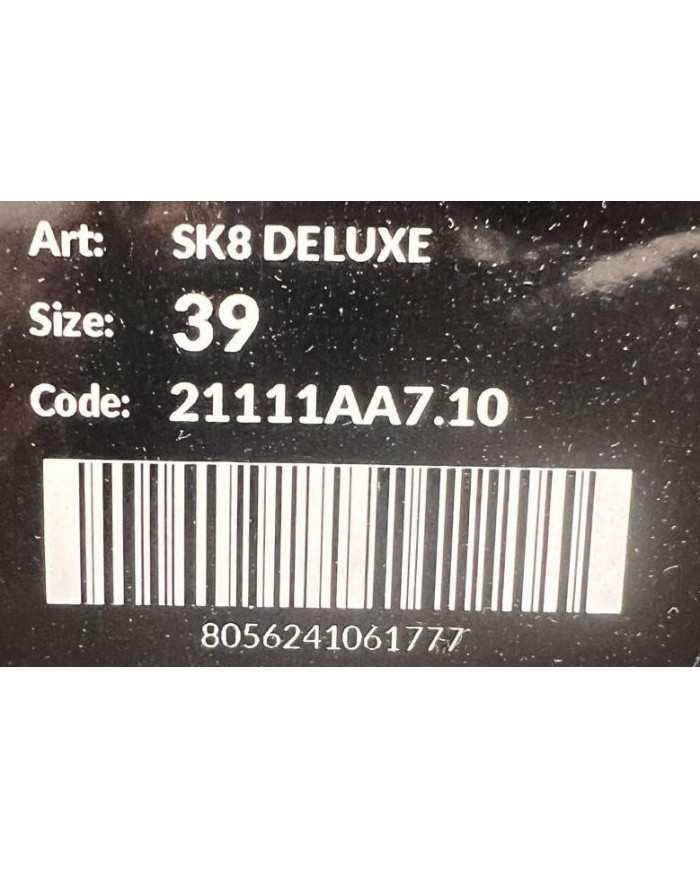 Art: SK8 DELUXE
Size: 39
Code: 21111AA7.10
8056241061777